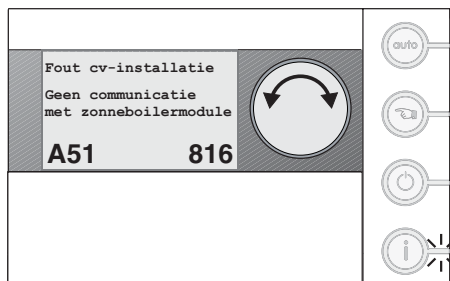 Fout cv-installatie
Geen communicatie
met zonneboilermodule
A51 816
auto
i